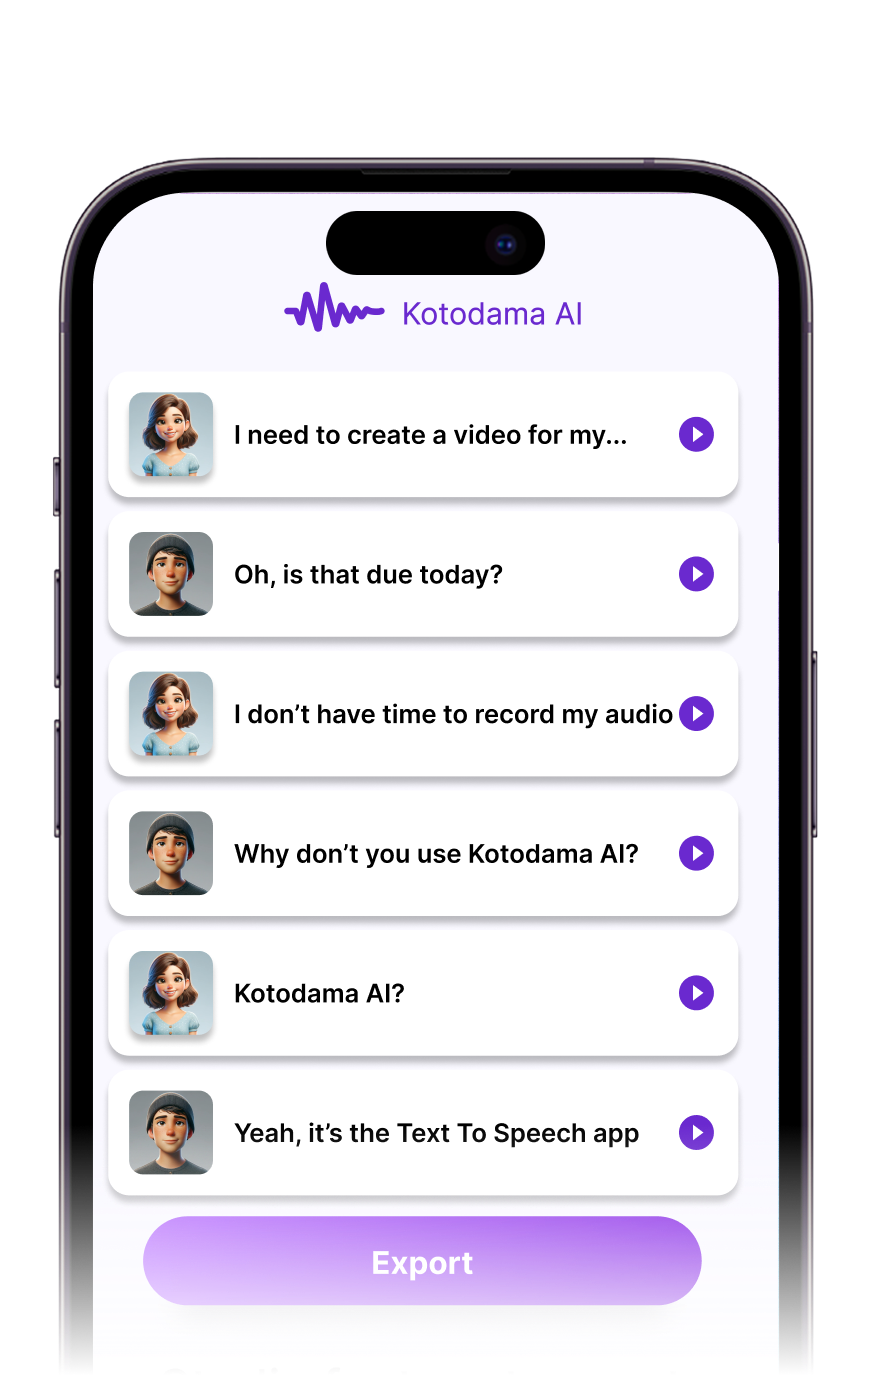 Kotodama AI
I need to create a video for my...
Oh, is that due today?
I don’t have time to record my audio
Why don’t you use Kotodama AI?
Kotodama AI?
Yeah, it’s the Text To Speech app
Export